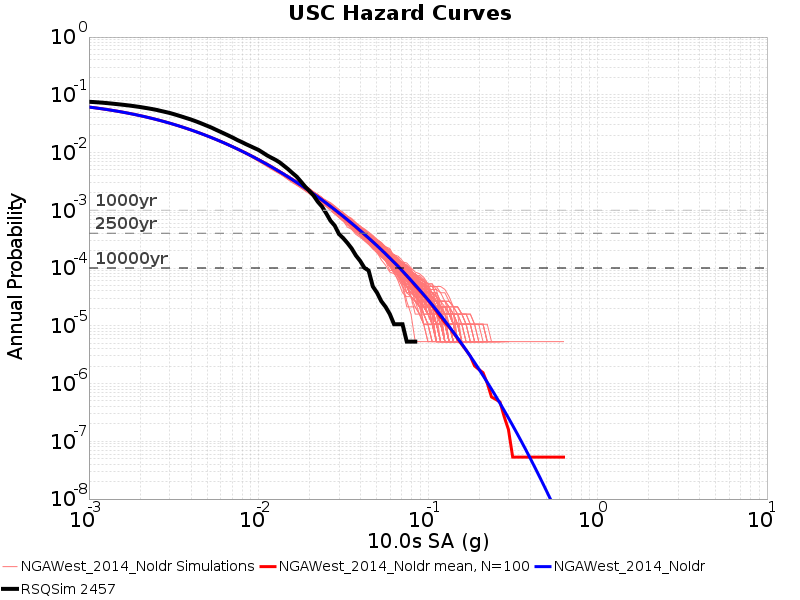 USC Hazard Curves
Annual Probability
10^0
10^-1
10^-2
10^-3
10^-4
10^-5
10^-6
10^-7
10^-8
1000yr
2500yr
10000yr
10^-3 10^-2 10^-1 10^0 10^1
10.0s SA (g)
NGAWest_2014_NoIdr Simulations NGAWest_2014_NoIdr mean, N=100 NGAWest_2014_NoIdr
RSQSim 2457